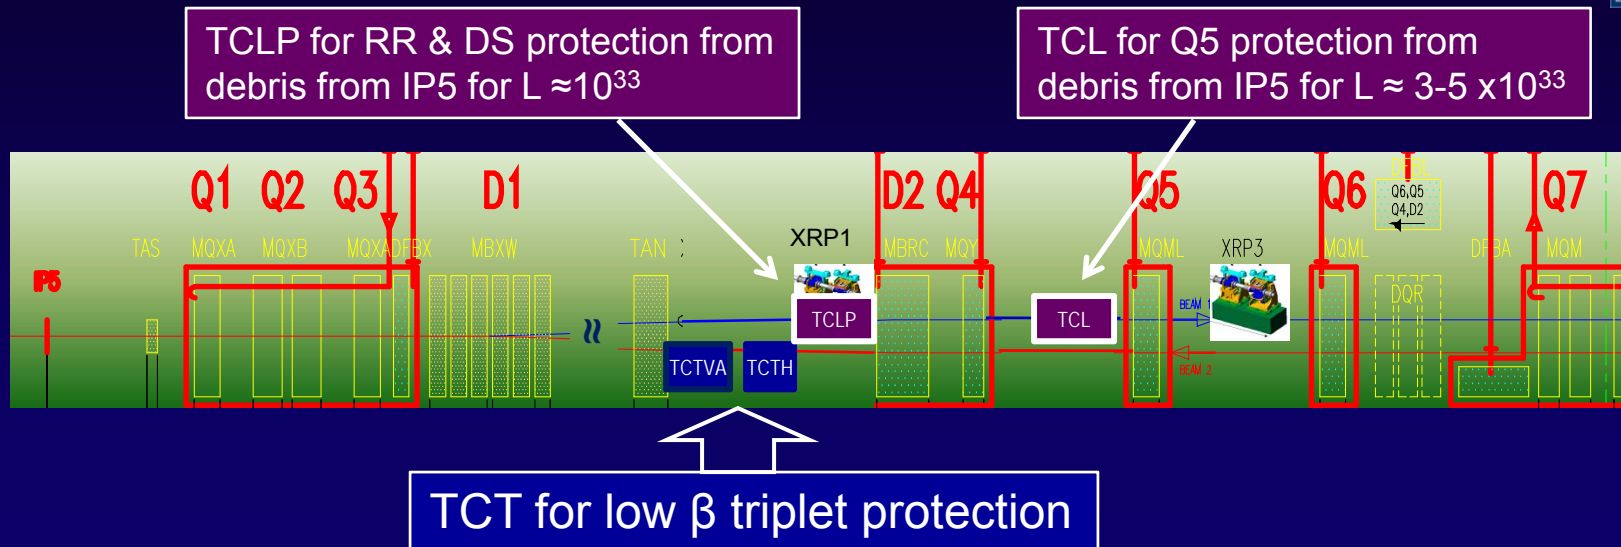 TCLP for RR & DS protection from
debris from IP5 for L ≈10³³
TCL for Q5 protection from
debris from IP5 for L ≈ 3-5 x10³³
Q1 Q2 Q3 D1 D2 Q4 Q5 Q6 Q7
DFBL
Q6,Q5
Q4,D2
TAS MQXA MQXB MQXA DFBX MBXW TAN XRP1 MBRC MQY MQML XRP3 MQML DFBA MQM
IP5
DQR
TCLP
TCL
BEAM 1
TCTVA
TCTH
BEAM 2
TCT for low β triplet protection